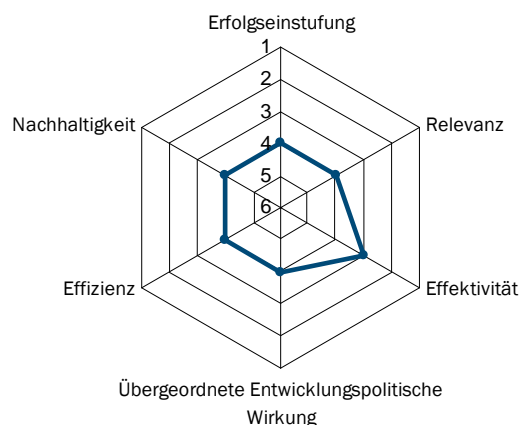 Erfolgseinstufung
1
2
3
4
5
6
Nachhaltigkeit
Relevanz
Effizienz
Effektivität
Übergeordnete Entwicklungspolitische
Wirkung